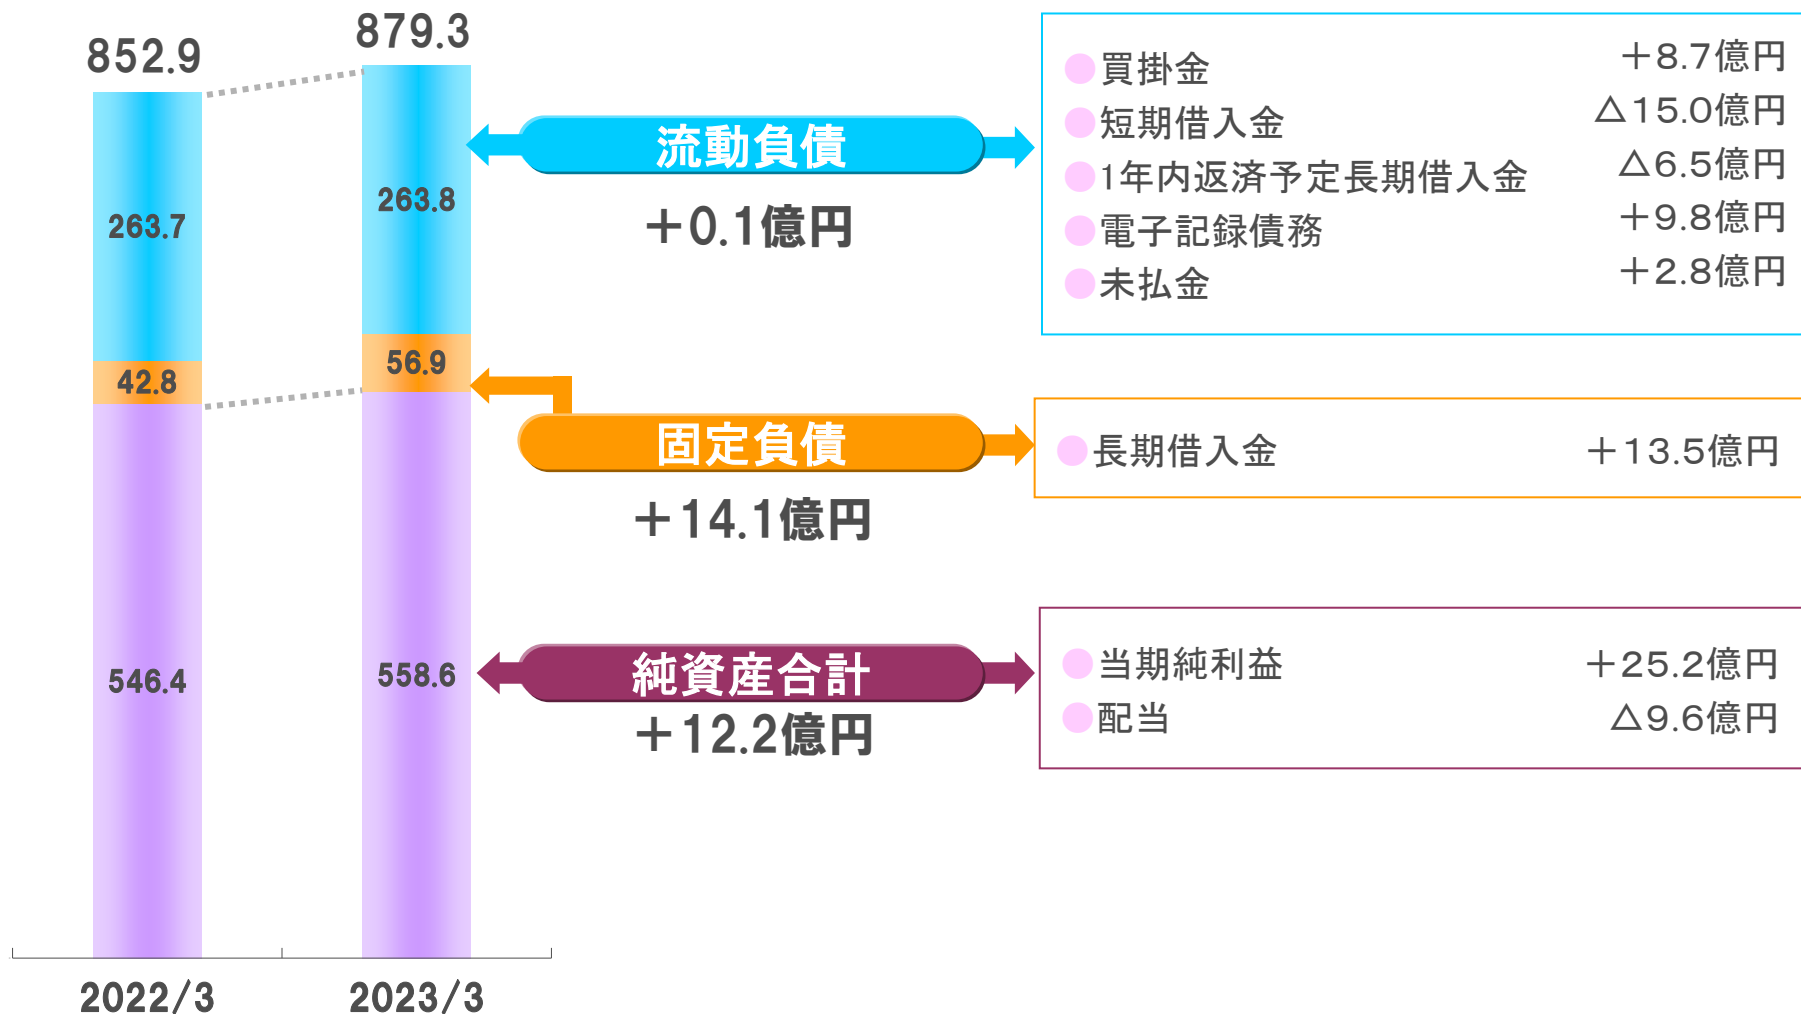 852.9
879.3
263.7
263.8
42.8
56.9
546.4
558.6
2022/3
2023/3
流動負債
＋0.1億円
買掛金 ＋8.7億円
短期借入金 △15.0億円
1年内返済予定長期借入金 △6.5億円
電子記録債務 ＋9.8億円
未払金 ＋2.8億円
固定負債
＋14.1億円
長期借入金 ＋13.5億円
純資産合計
＋12.2億円
当期純利益 ＋25.2億円
配当 △9.6億円